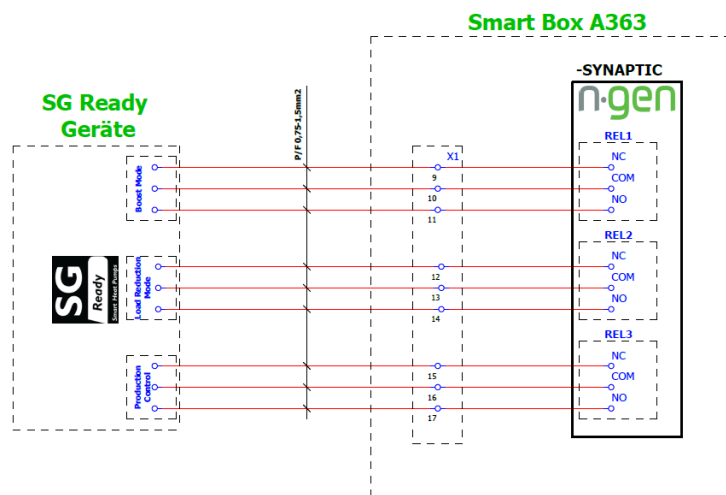 Smart Box A363
-SYNAPTIC
n·gen
SG Ready
Geräte
P/F 0,75-1,5mm2
X1
REL1
NC
COM
NO
9
10
11
Boost Mode
REL2
NC
COM
NO
12
13
14
Load Reduction
Mode
SG
Ready
Smart Heat Pumps
REL3
NC
COM
NO
15
16
17
Production
Control